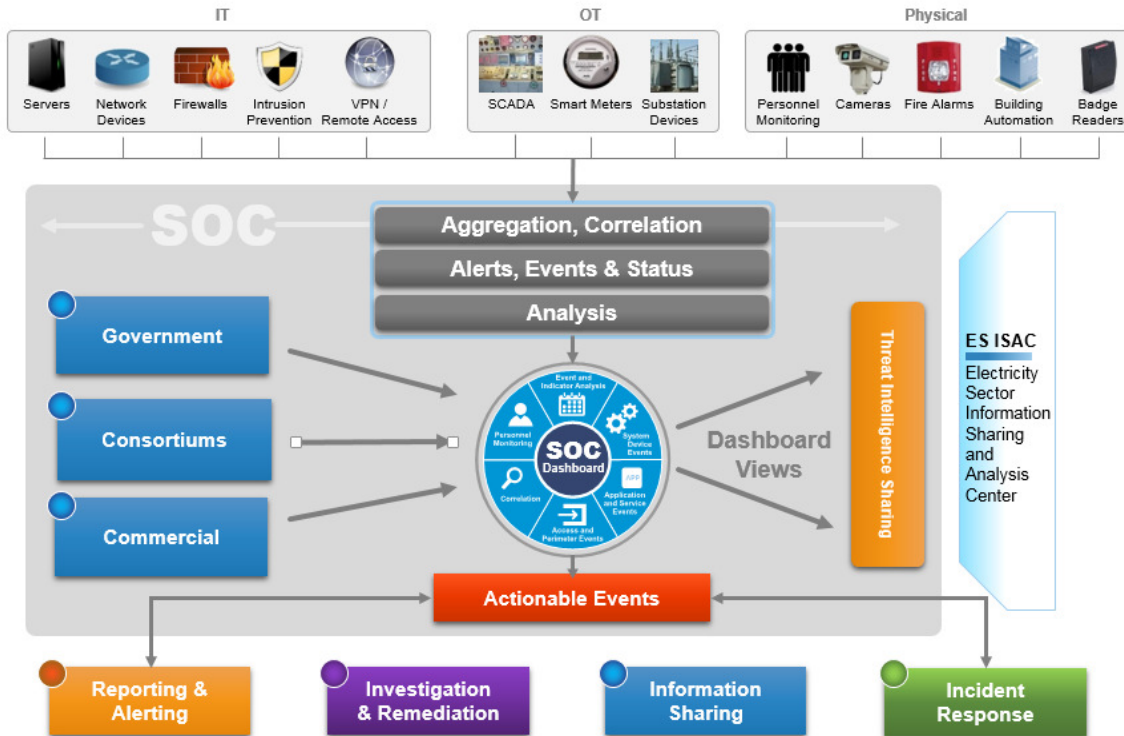 IT
OT
Physical
Servers
Network
Devices
Firewalls
Intrusion
Prevention
VPN /
Remote Access
SCADA
Smart Meters
Substation
Devices
Personnel
Monitoring
Cameras
Fire Alarms
Building
Automation
Badge
Readers
SOC
Aggregation, Correlation
Alerts, Events & Status
Analysis
Government
Consortiums
Commercial
Event and
Indicator Analysis
Personnel
Monitoring
System
Device
Events
SOC
Dashboard
Correlation
APP
Application
and Service
Events
Access and
Perimeter Events
Dashboard
Views
Threat Intelligence Sharing
ES ISAC
Electricity
Sector
Information
Sharing
and
Analysis
Center
Actionable Events
Reporting &
Alerting
Investigation
& Remediation
Information
Sharing
Incident
Response